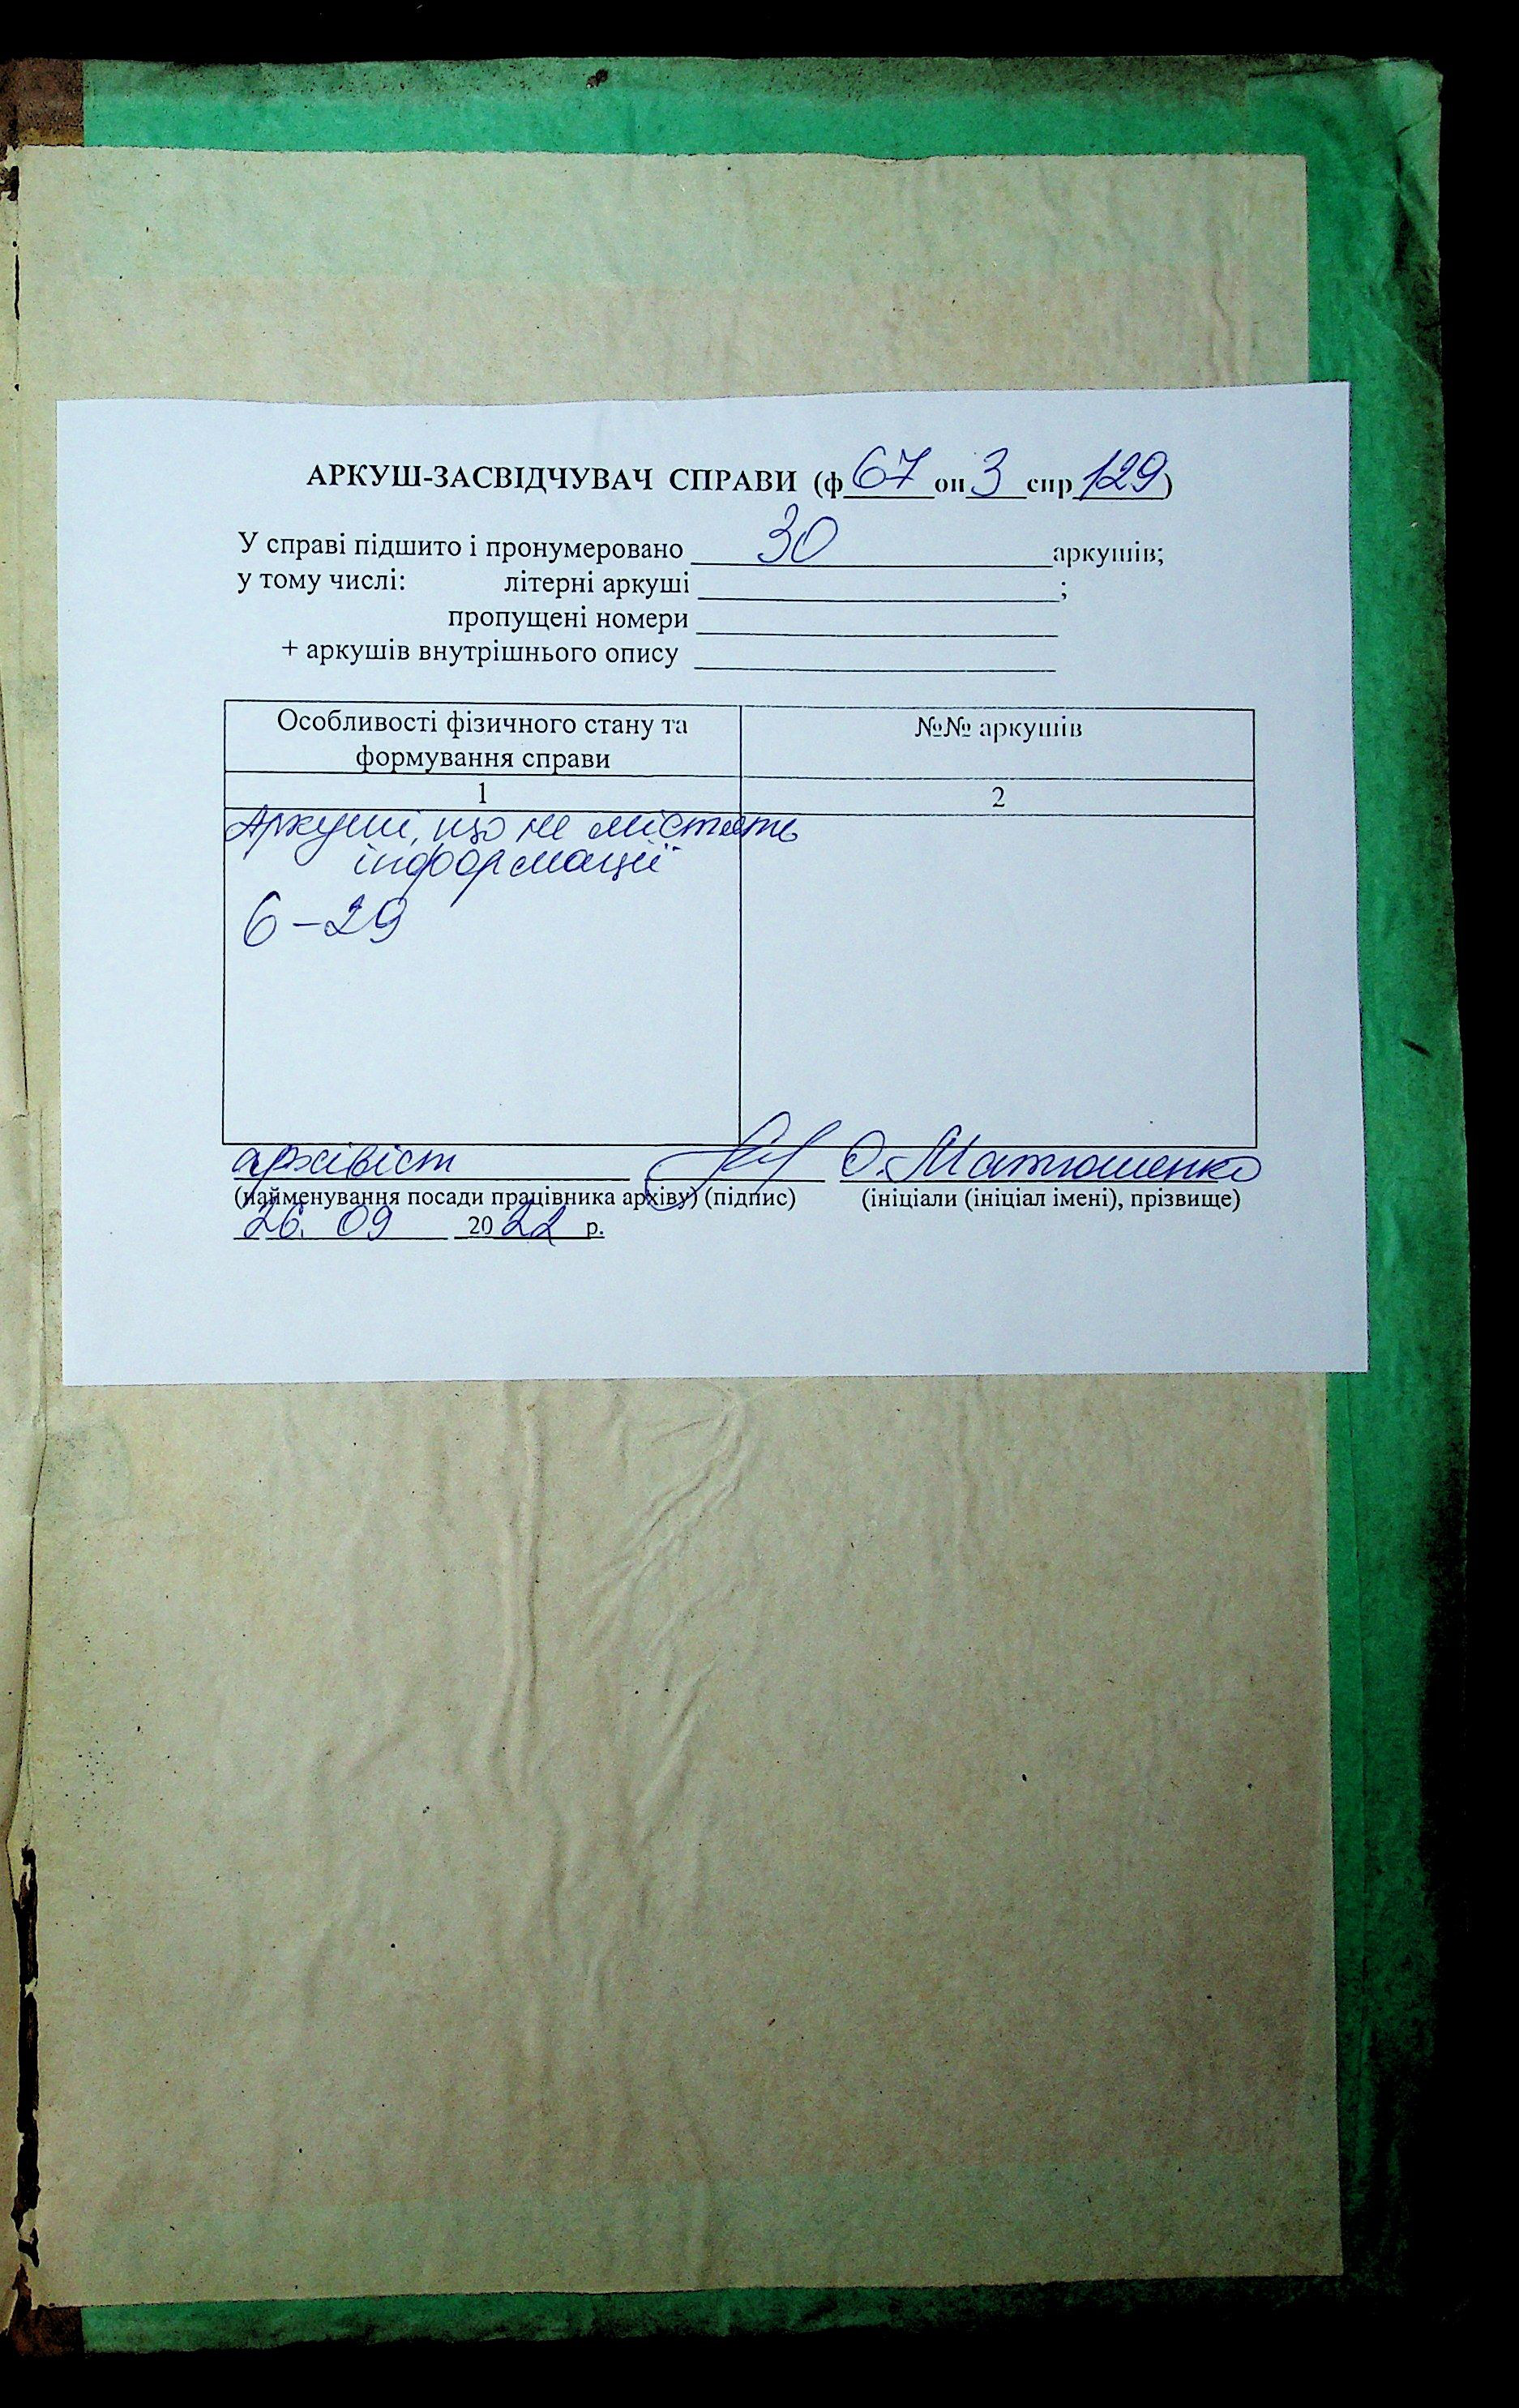 АРКУШ-ЗАСВІДЧУВАЧ СПРАВИ (ф 67 оп 3 спр 129)
У справі підшито і пронумеровано 30 аркушів;
у тому числі: літерні аркуші ;
пропущені номери
+ аркушів внутрішнього опису
Особливості фізичного стану та №№ аркушів
формування справи
1 2
Аркуші, що не містять
інформації
6-29
архівіст О. Матюшенко
(найменування посади працівника архіву) (підпис) (ініціали (ініціал імені), прізвище)
26. 09 2022 р.